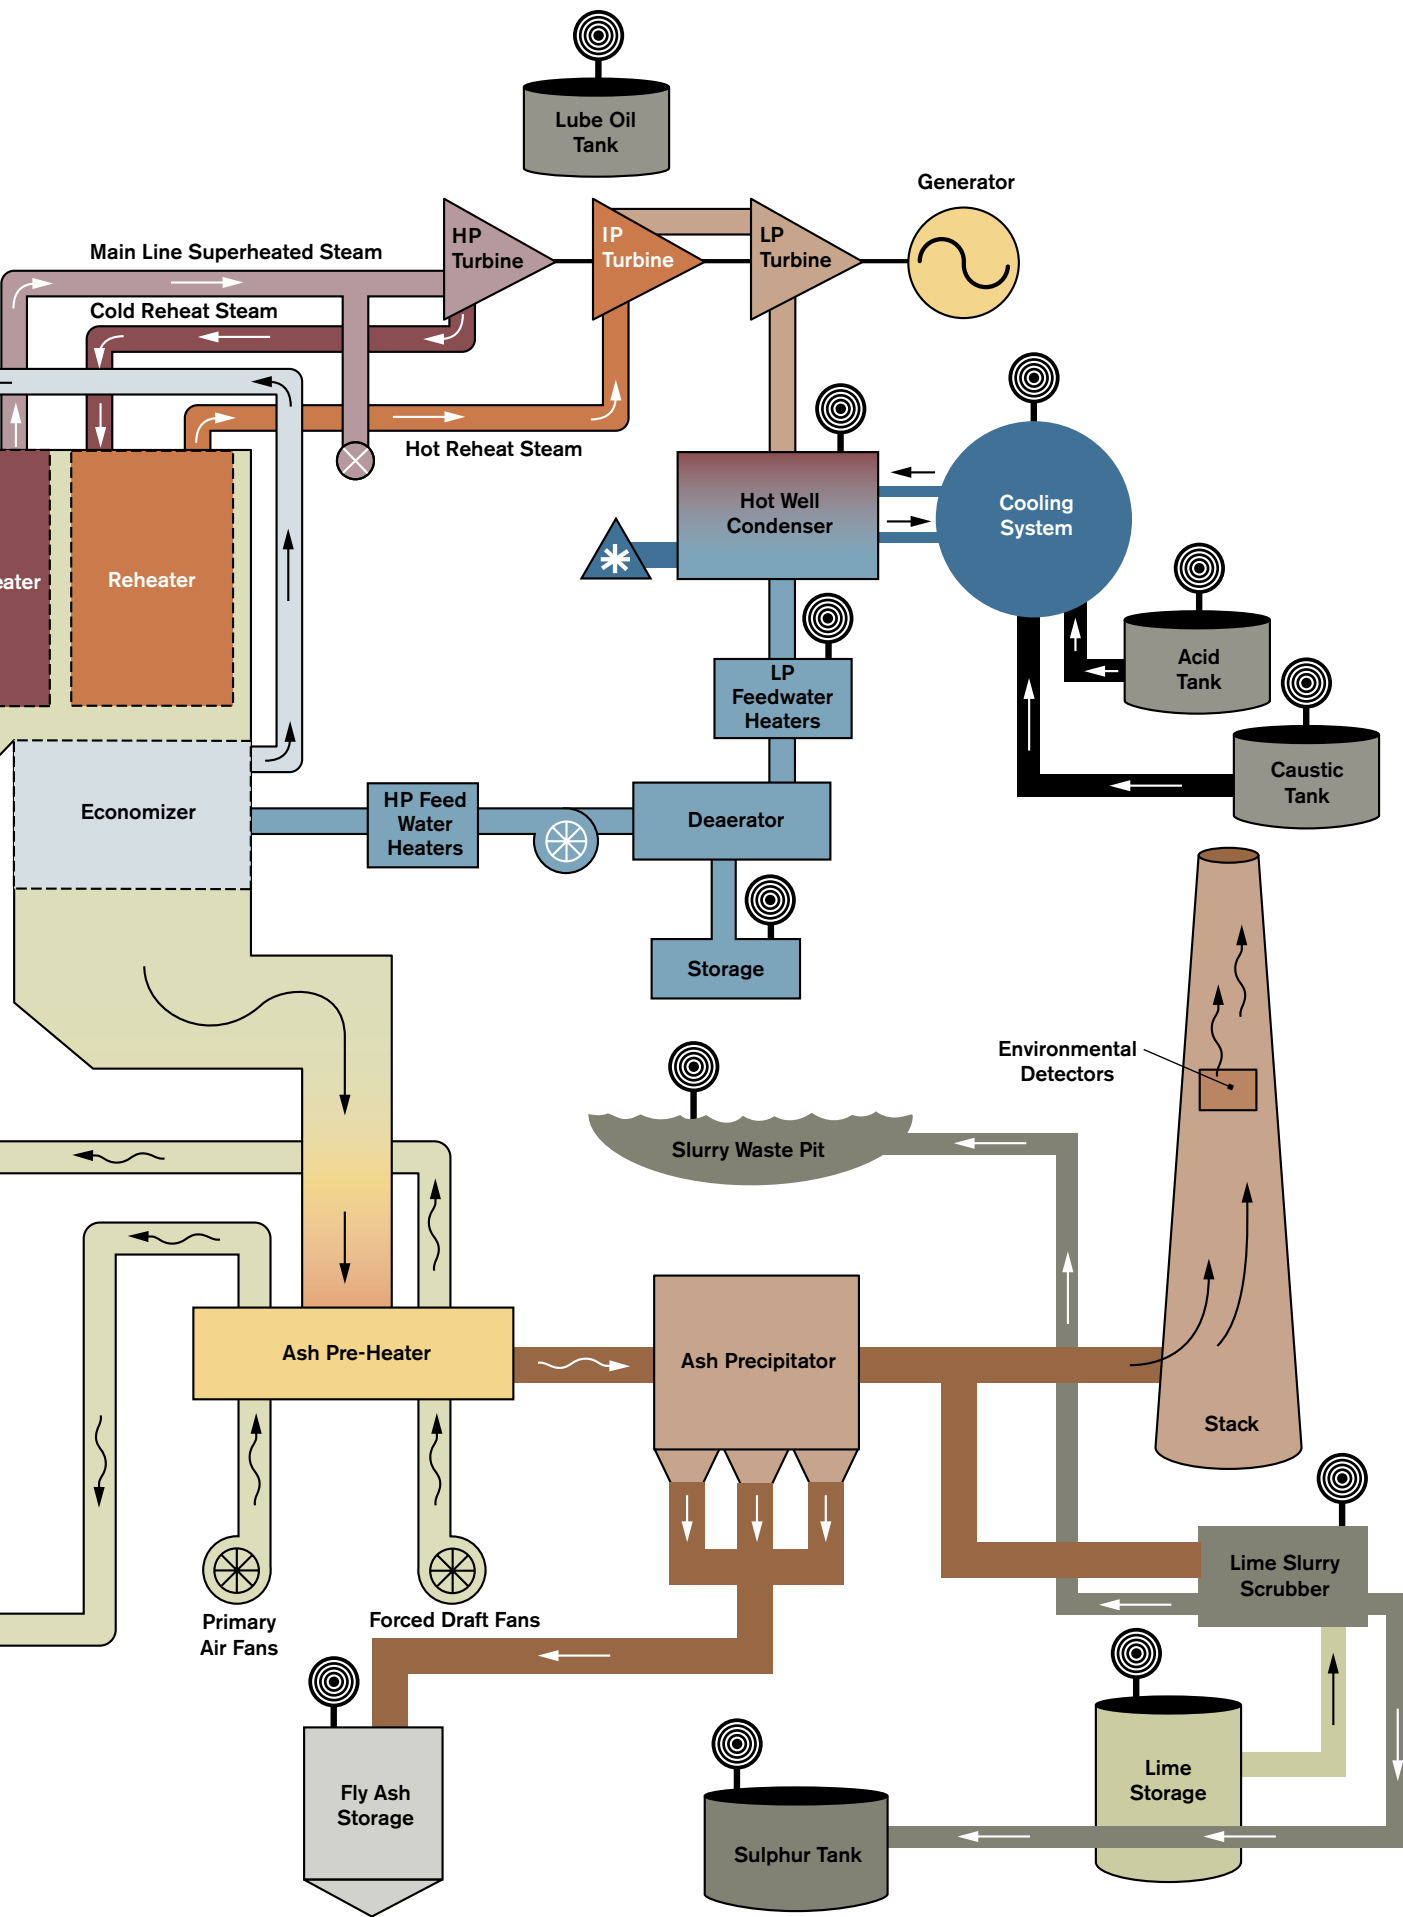 Lube Oil
Tank
Generator
HP
Turbine
IP
Turbine
LP
Turbine
Main Line Superheated Steam
Cold Reheat Steam
Hot Reheat Steam
Hot Well
Condenser
Cooling
System
eater
Reheater
Acid
Tank
LP
Feedwater
Heaters
Caustic
Tank
Economizer
HP Feed
Water
Heaters
Deaerator
Storage
Environmental
Detectors
Slurry Waste Pit
Ash Pre-Heater
Ash Precipitator
Stack
Lime Slurry
Scrubber
Primary
Air Fans
Forced Draft Fans
Fly Ash
Storage
Lime
Storage
Sulphur Tank